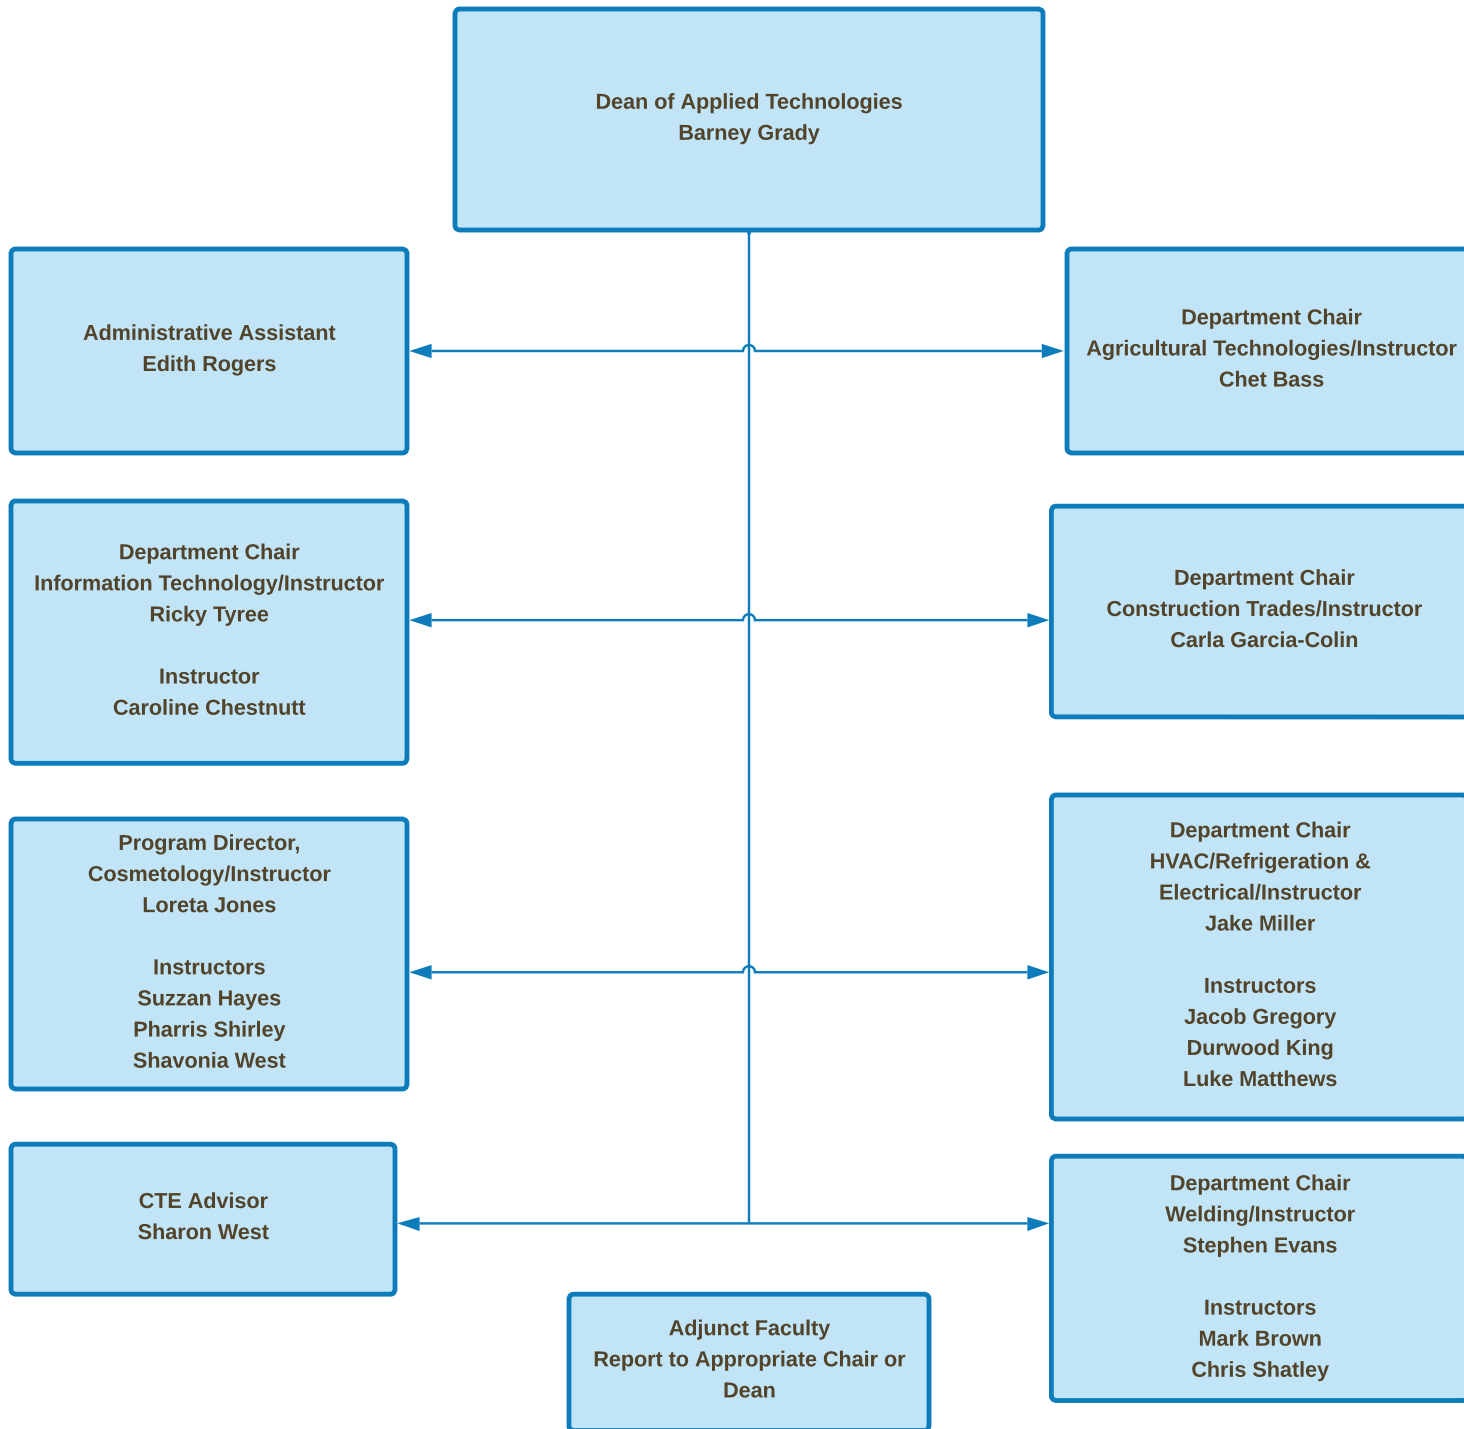 Dean of Applied Technologies
Barney Grady
Administrative Assistant
Edith Rogers
Department Chair
Agricultural Technologies/Instructor
Chet Bass
Department Chair
Information Technology/Instructor
Ricky Tyree
Instructor
Caroline Chestnutt
Department Chair
Construction Trades/Instructor
Carla Garcia-Colin
Program Director,
Cosmetology/Instructor
Loreta Jones
Instructors
Suzzan Hayes
Pharris Shirley
Shavonia West
Department Chair
HVAC/Refrigeration &
Electrical/Instructor
Jake Miller
Instructors
Jacob Gregory
Durwood King
Luke Matthews
CTE Advisor
Sharon West
Department Chair
Welding/Instructor
Stephen Evans
Instructors
Mark Brown
Chris Shatley
Adjunct Faculty
Report to Appropriate Chair or
Dean